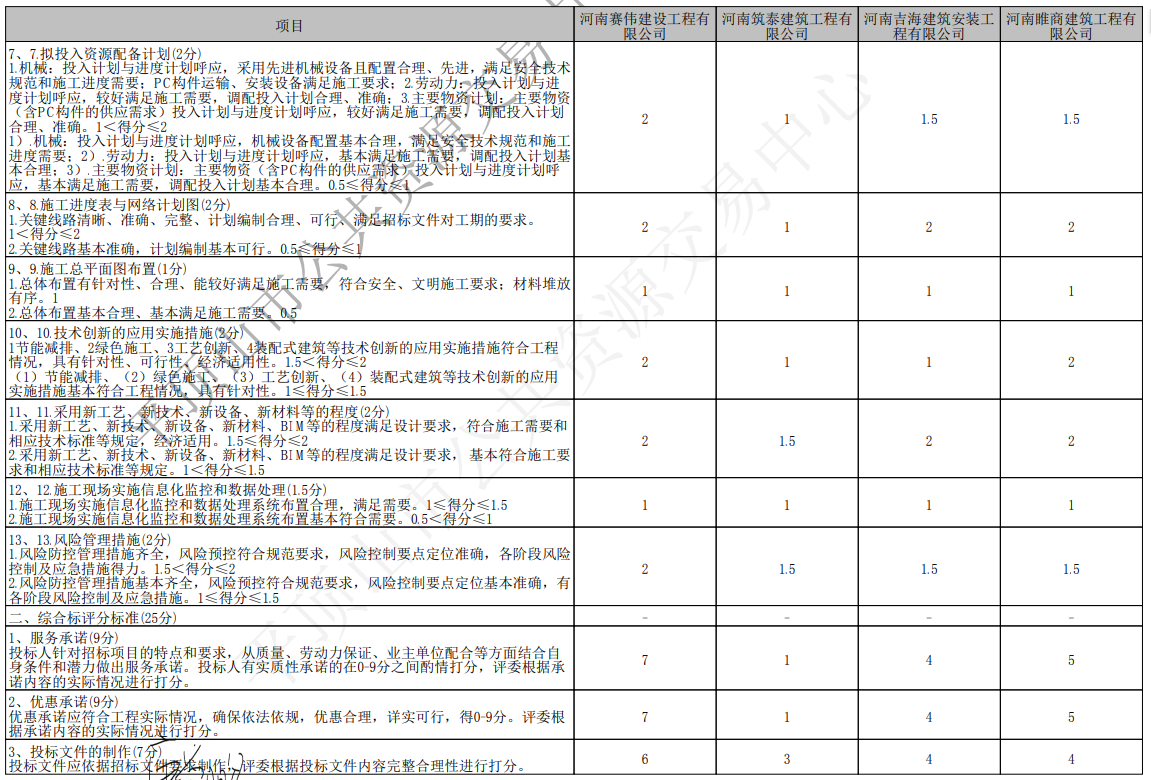 项目
河南赛伟建设工程有
限公司
河南筑泰建筑工程有
限公司
河南吉海建筑安装工
程有限公司
河南睢商建筑工程有
限公司
7、7.拟投入资源配备计划(2分)
1.机械：投入计划与进度计划呼应，采用先进机械设备且配置合理、先进，满足安全技术
规范和施工进度需要；PC构件运输、安装设备满足施工要求；2.劳动力：投入计划与进
度计划呼应，较好满足施工需要，调配投入计划合理、准确；3.主要物资计划：主要物资
（含PC构件的供应需求）投入计划与进度计划呼应，较好满足施工需要，调配投入计划
合理、准确。1＜得分≤2
1）.机械：投入计划与进度计划呼应，机械设备配置基本合理，满足安全技术规范和施工
进度需要；2）.劳动力：投入计划与进度计划呼应，基本满足施工需要，调配投入计划基
本合理；3）.主要物资计划：主要物资（含PC构件的供应需求）投入计划与进度计划呼
应，基本满足施工需要，调配投入计划基本合理。0.5≤得分≤1
2 1 1.5 1.5
8、8.施工进度表与网络计划图(2分)
1.关键线路清晰、准确、完整、计划编制合理、可行、满足招标文件对工期的要求。
1＜得分≤2
2.关键线路基本准确，计划编制基本可行。0.5≤得分≤1
2 1 2 2
9、9.施工总平面图布置(1分)
1.总体布置有针对性、合理、能较好满足施工需要，符合安全、文明施工要求；材料堆放
有序。1
2.总体布置基本合理、基本满足施工需要。0.5
1 1 1 1
10、10.技术创新的应用实施措施(2分)
1节能减排、2绿色施工、3工艺创新、4装配式建筑等技术创新的应用实施措施符合工程
情况，具有针对性、可行性、经济适用性。1.5＜得分≤2
（1）节能减排、（2）绿色施工、（3）工艺创新、（4）装配式建筑等技术创新的应用
实施措施基本符合工程情况，具有针对性。1≤得分≤1.5
2 1 1 2
11、11.采用新工艺、新技术、新设备、新材料等的程度(2分)
1.采用新工艺、新技术、新设备、新材料、BIM等的程度满足设计要求，符合施工需要和
相应技术标准等规定，经济适用。1.5≤得分≤2
2.采用新工艺、新技术、新设备、新材料、BIM等的程度满足设计要求， 基本符合施工要
求和相应技术标准等规定。1＜得分≤1.5
2 1.5 2 2
12、12.施工现场实施信息化监控和数据处理(1.5分)
1.施工现场实施信息化监控和数据处理系统布置合理，满足需要。1≤得分≤1.5
2.施工现场实施信息化监控和数据处理系统布置基本符合需要。0.5＜得分≤1
1 1 1 1
13、13.风险管理措施(2分)
1.风险防控管理措施齐全，风险预控符合规范要求，风险控制要点定位准确，各阶段风险
控制及应急措施得力。1.5＜得分≤2
2.风险防控管理措施基本齐全，风险预控符合规范要求，风险控制要点定位基本准确，有
各阶段风险控制及应急措施。1≤得分≤1.5
2 1.5 1.5 1.5
二、综合标评分标准(25分)
- - - -
1、服务承诺(9分)
投标人针对招标项目的特点和要求，从质量、劳动力保证、业主单位配合等方面结合自
身条件和潜力做出服务承诺。投标人有实质性承诺的在0-9分之间酌情打分，评委根据承
诺内容的实际情况进行打分。
7 1 4 5
2、优惠承诺(9分)
优惠承诺应符合工程实际情况，确保依法依规，优惠合理，详实可行，得0-9分。评委根
据承诺内容的实际情况进行打分。
7 1 4 5
3、投标文件的制作(7分)
投标文件应依据招标文件要求制作，评委根据投标文件内容完整合理性进行打分。
6 3 4 4
平顶山市公共资源交易中
平顶山市公共资源交易中心